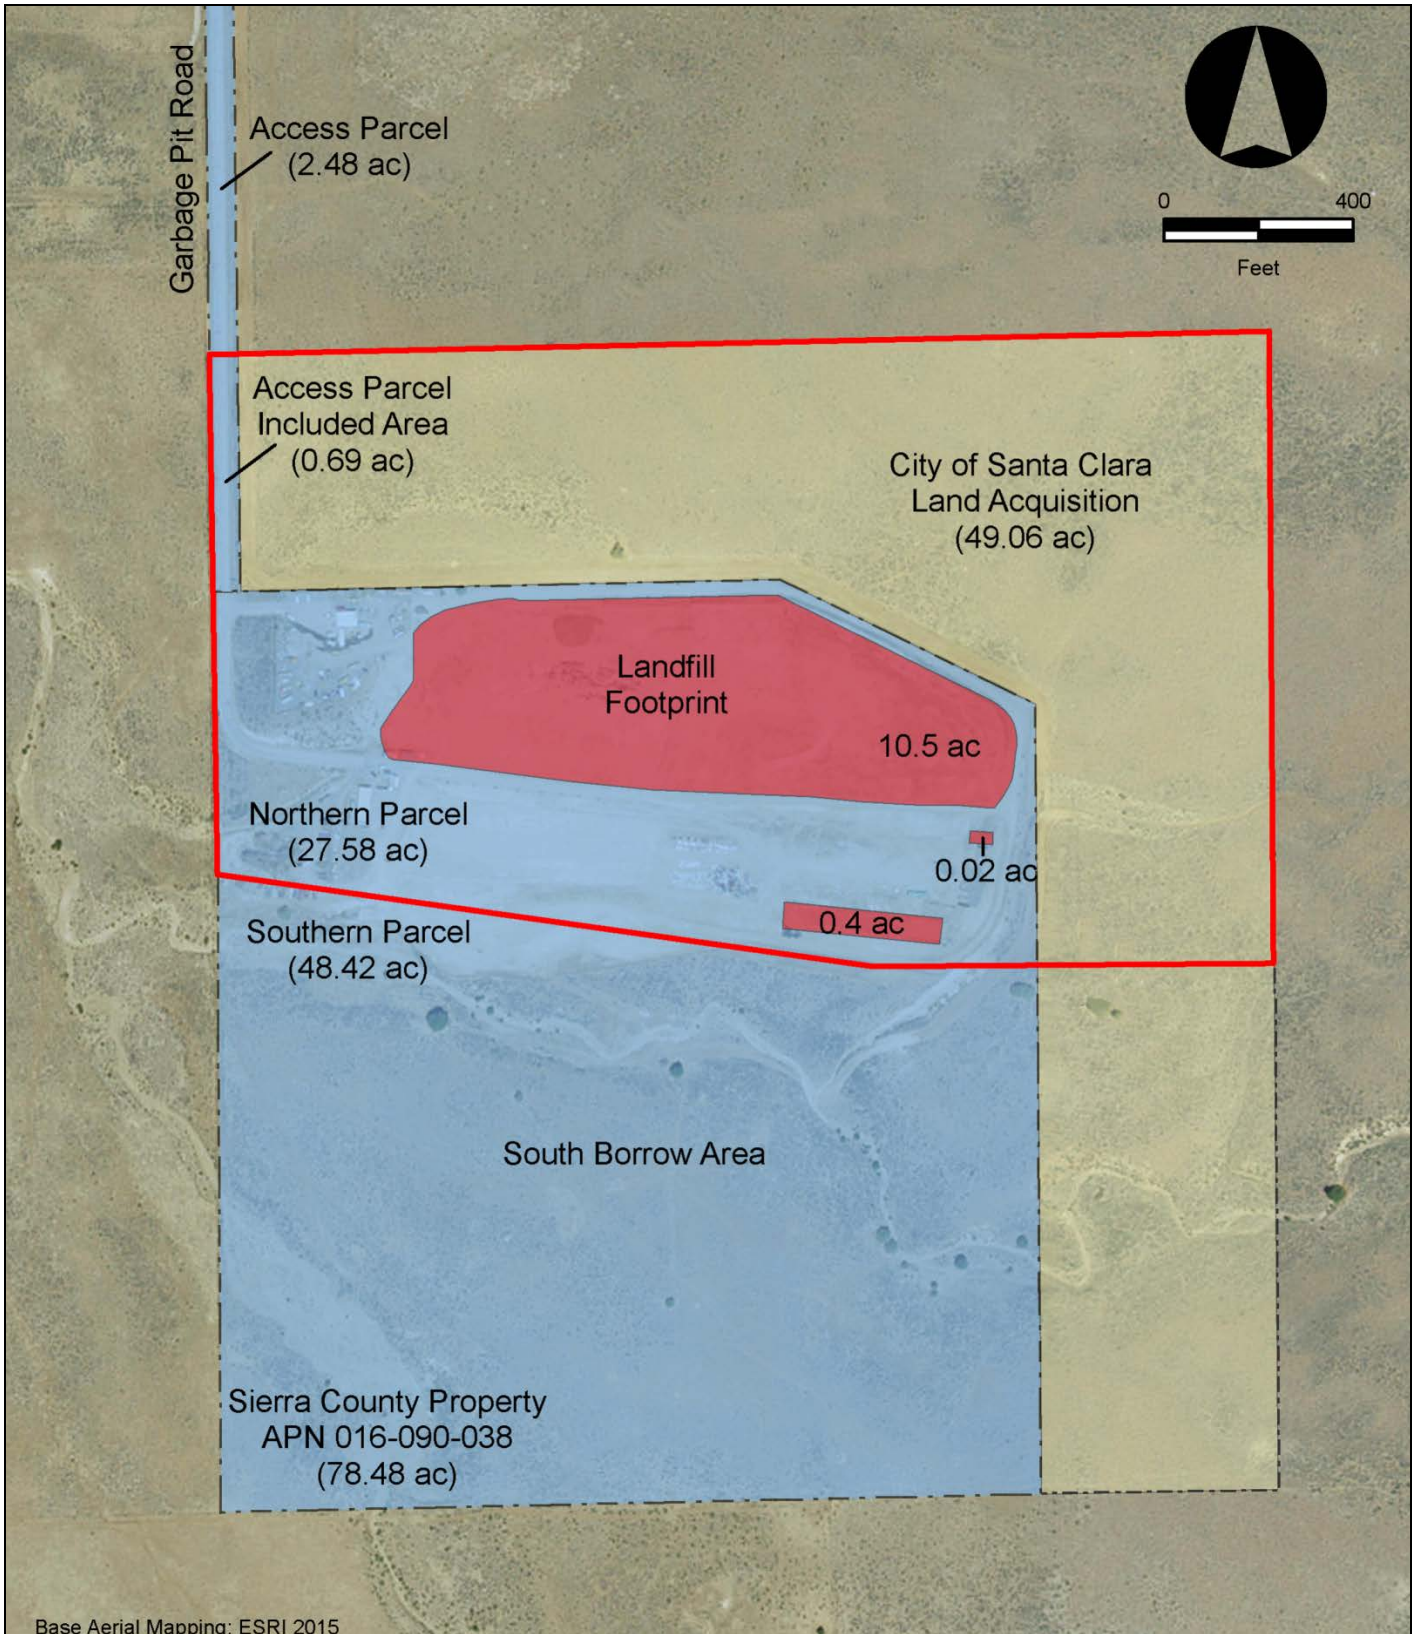 Garbage Pit Road
Access Parcel
(2.48 ac)
0 400
Feet
Access Parcel
Included Area
(0.69 ac)
City of Santa Clara
Land Acquisition
(49.06 ac)
Landfill
Footprint
10.5 ac
Northern Parcel
(27.58 ac)
0.02 ac
0.4 ac
Southern Parcel
(48.42 ac)
South Borrow Area
Sierra County Property
APN 016-090-038
(78.48 ac)
Base Aerial Mapping: ESRI 2015